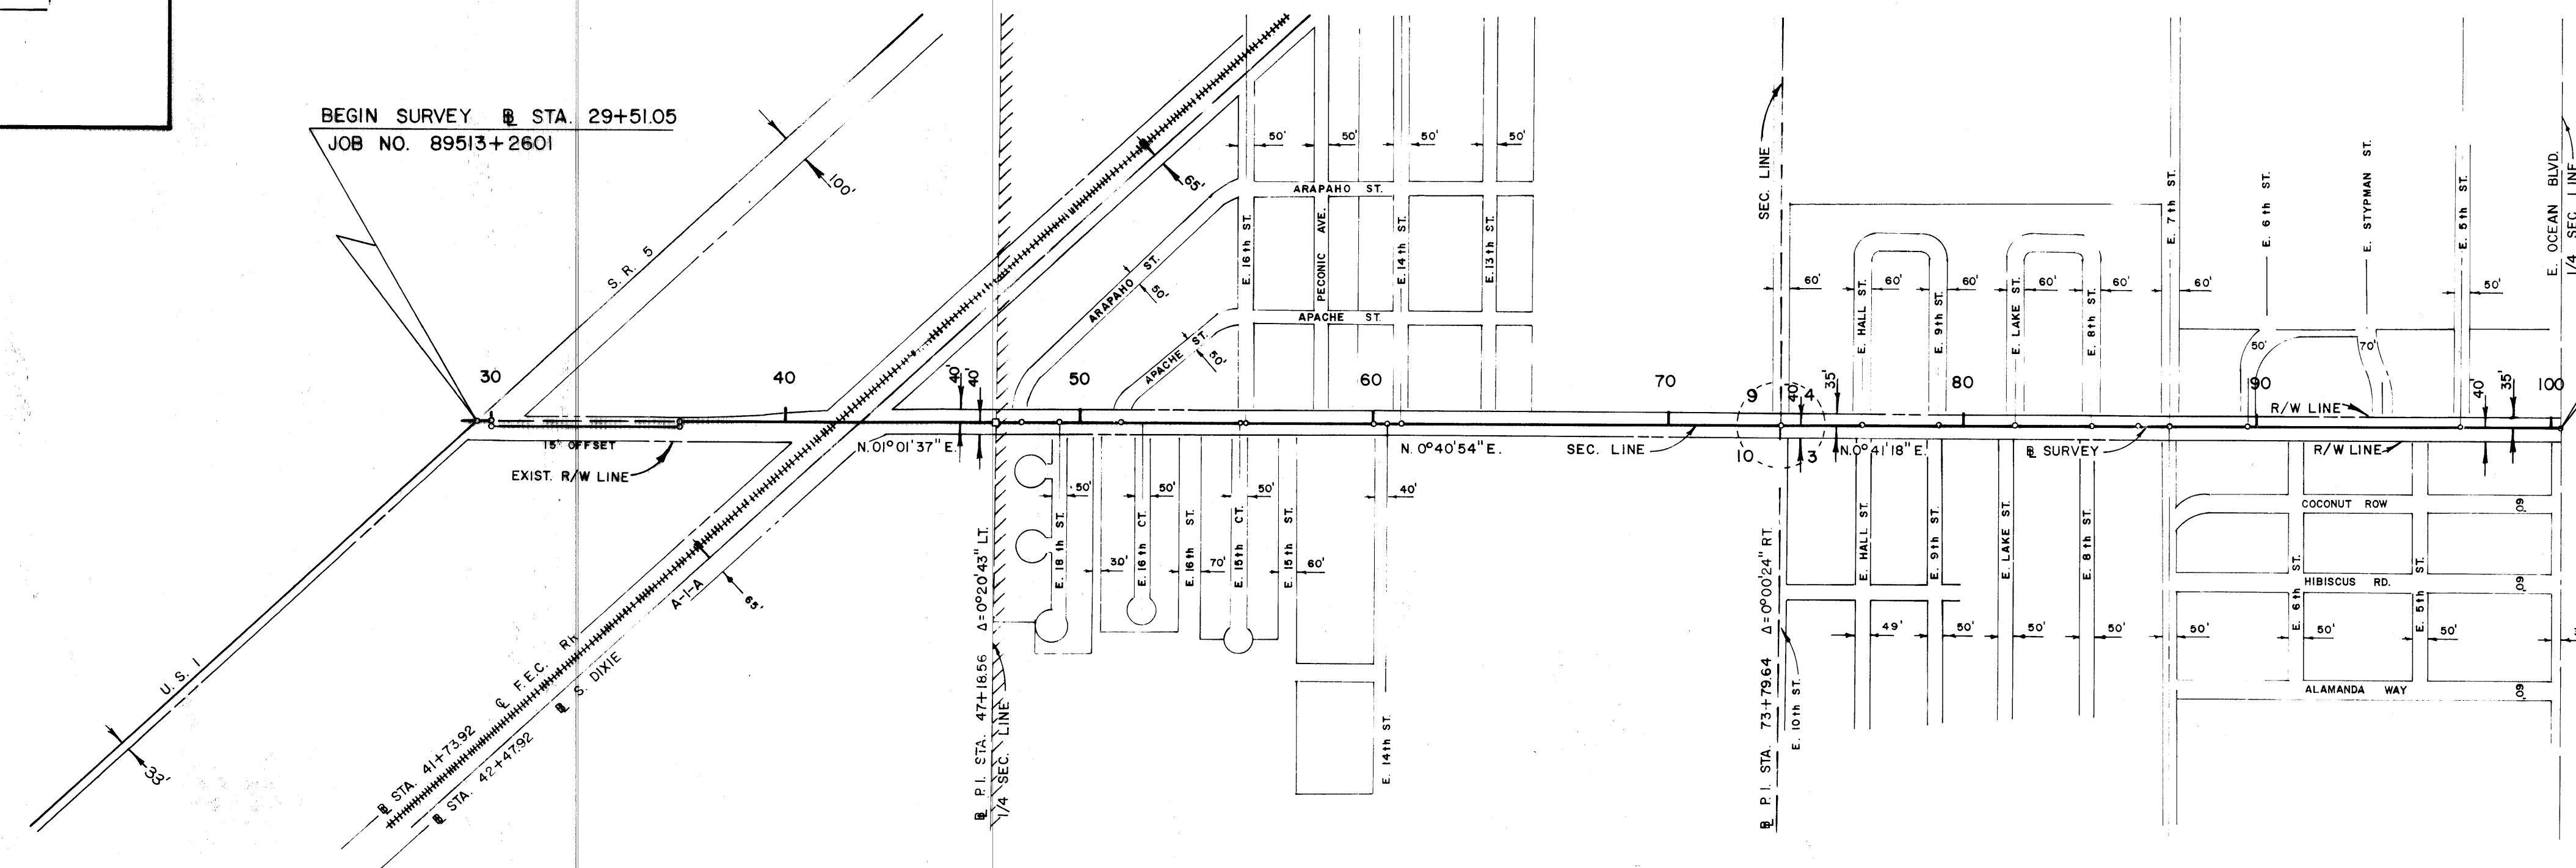 BEGIN SURVEY ℄ STA. 29+51.05
JOB NO. 89513+2601
S. R. 5
100'
65'
ARAPAHO ST.
50'
APACHE ST.
50'
ARAPAHO ST.
APACHE ST.
E. 16th ST.
PECONIC AVE.
E. 14th ST.
E. 13th ST.
50'
50'
50'
50'
SEC. LINE
60'
60'
60'
60'
60'
60'
E. HALL ST.
E. 9th ST.
E. LAKE ST.
E. 8th ST.
E. 7th ST.
E. 6th ST.
E. STYPMAN ST.
E. 5th ST.
E. OCEAN BLVD.
1/4 SEC. LINE
50'
70'
50'
30
40
50
60
70
80
90
100
40'
40'
9
4
10
3
40'
35'
40'
35'
15' OFFSET
EXIST. R/W LINE
N. 01° 01' 37" E.
N. 0° 40' 54" E.
SEC. LINE
N. 0° 41' 18" E.
℄ SURVEY
R/W LINE
R/W LINE
U. S. 1
33'
℄ F.E.C. RR
℄ S. DIXIE
A-1-A
65'
℄ STA. 41+73.92
℄ STA. 42+47.92
℄ P. I. STA. 47+18.56 Δ=0°20'43" LT.
1/4 SEC. LINE
E. 18th ST.
E. 16th CT.
E. 16th ST.
E. 15th CT.
E. 15th ST.
E. 14th ST.
50'
30'
50'
70'
50'
60'
40'
℄ P. I. STA. 73+79.64 Δ=0°00'24" RT.
E. 10th ST.
E. HALL ST.
E. 9th ST.
E. LAKE ST.
E. 8th ST.
49'
50'
50'
50'
50'
50'
50'
COCONUT ROW
HIBISCUS RD.
ALAMANDA WAY
E. 6th ST.
E. 5th ST.
60'
60'
60'